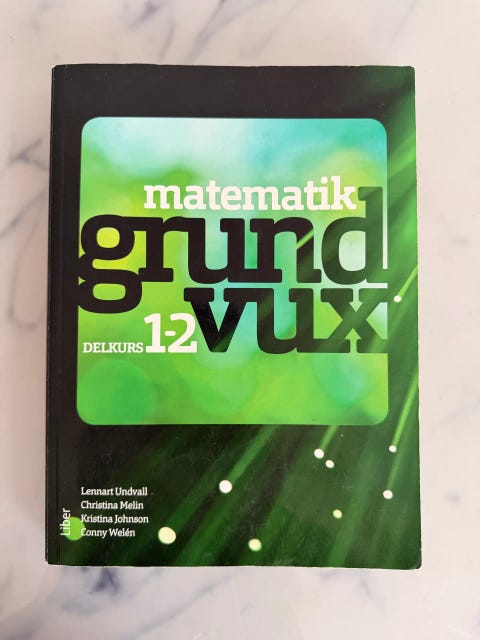 matematik
grund
vux
DELKURS 1-2
Lennart Undvall
Christina Melin
Kristina Johnson
Conny Welén
Liber